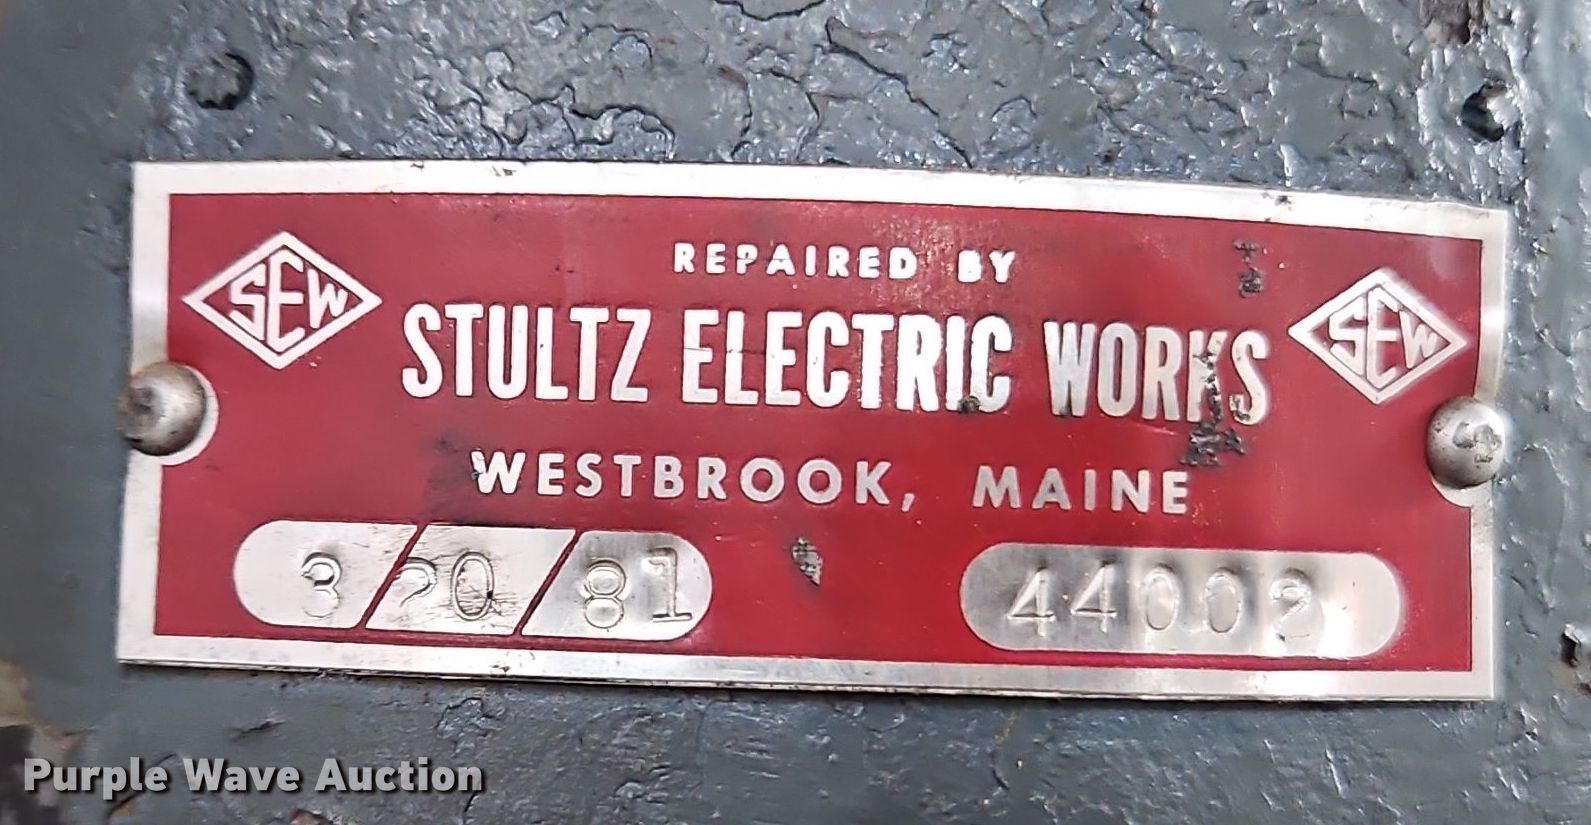 REPAIRED BY
SEW
STULTZ ELECTRIC WORKS
SEW
WESTBROOK, MAINE
3/20/81
44002
Purple Wave Auction